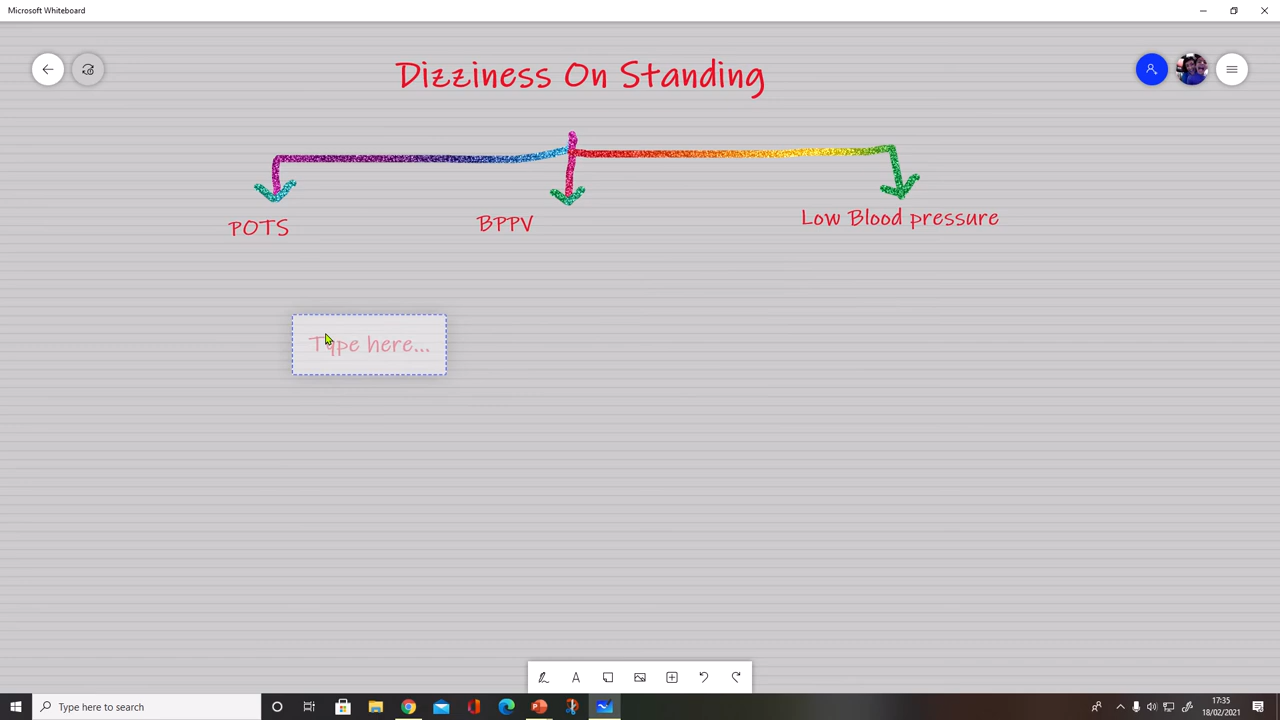 Microsoft Whiteboard
Dizziness On Standing
POTS
BPPV
Low Blood pressure
Type here...
Type here to search
17:35
18/02/2021